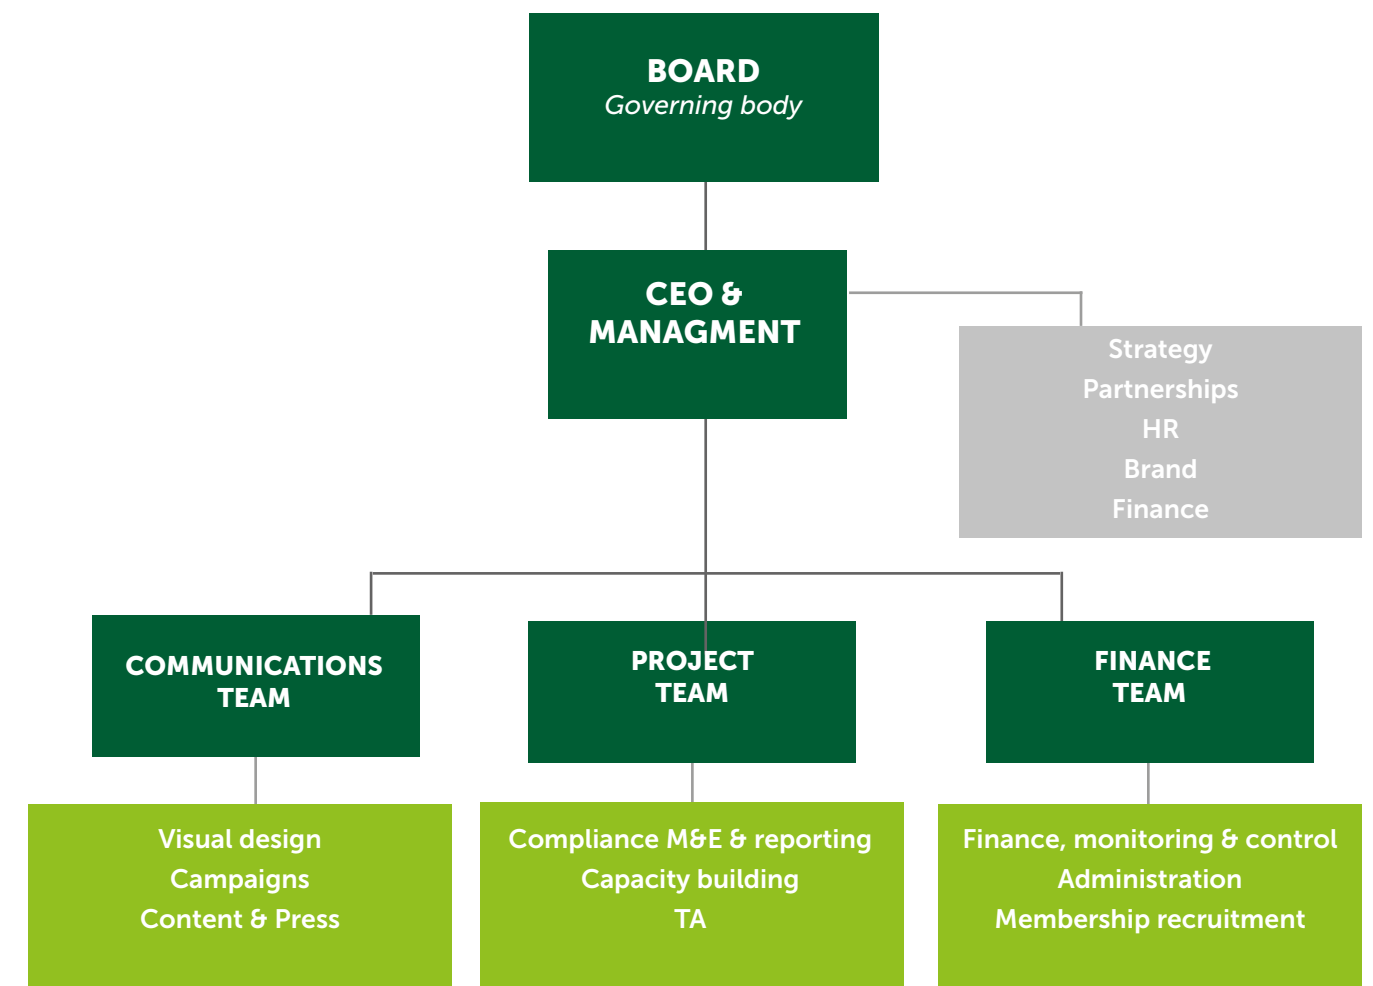 BOARD
Governing body
CEO &
MANAGMENT
Strategy
Partnerships
HR
Brand
Finance
COMMUNICATIONS
TEAM
PROJECT
TEAM
FINANCE
TEAM
Visual design
Campaigns
Content & Press
Compliance M&E & reporting
Capacity building
TA
Finance, monitoring & control
Administration
Membership recruitment